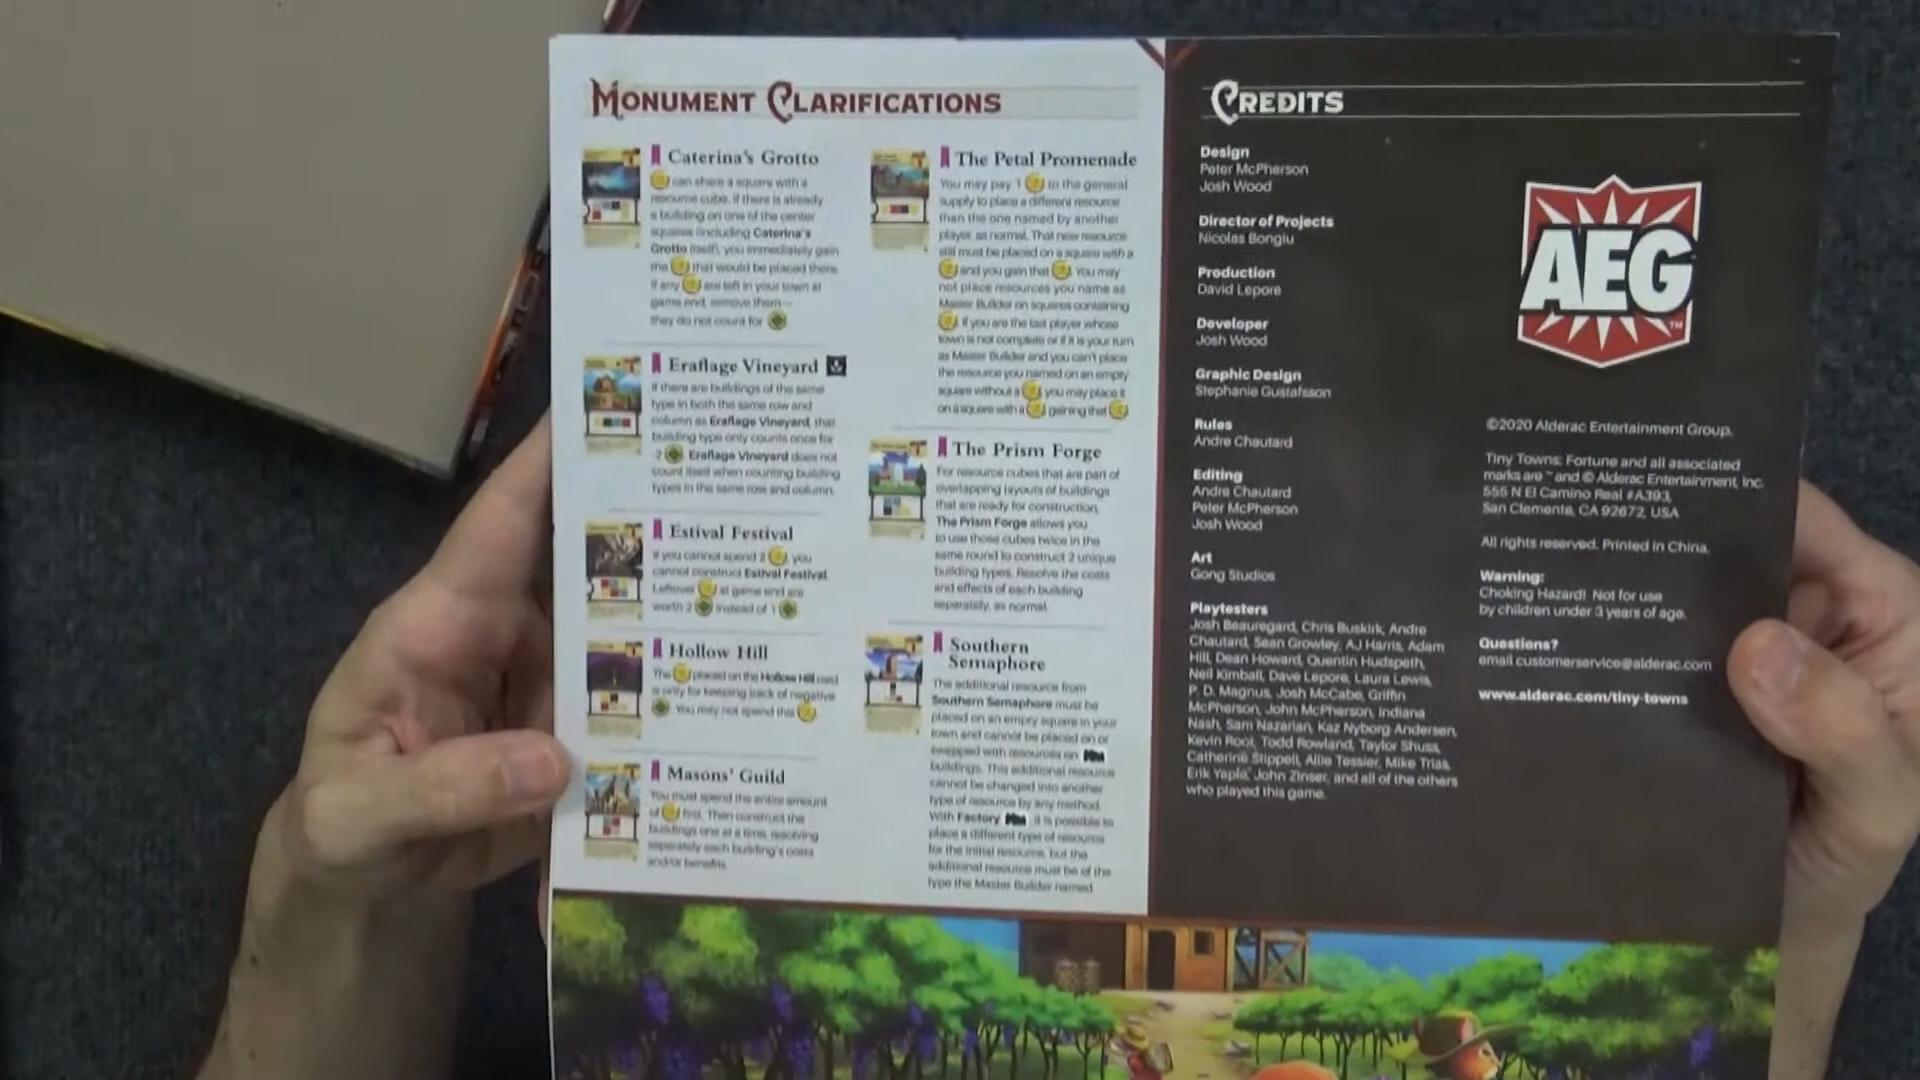 MONUMENT CLARIFICATIONS
Caterina's Grotto
can share a square with a
resource cube. If there is already
a building on one of the center
squares (including Caterina's
Grotto itself), you immediately gain
the that would be placed there.
If any are left in your town at
game end, remove them—
they do not count for
Eraflage Vineyard
If there are buildings of the same
type in both the same row and
column as Eraflage Vineyard, that
building type only counts once for
2 Eraflage Vineyard does not
count itself when counting building
types in the same row and column.
Estival Festival
If you cannot spend 2 , you
cannot construct Estival Festival.
Leftover at game end are
worth 2 instead of 1
Hollow Hill
The placed on the Hollow Hill card
is only for keeping track of negative
You may not spend this
Masons' Guild
You must spend the entire amount
of first. Then construct the
buildings one at a time, resolving
separately each building's costs
and/or benefits.
The Petal Promenade
You may pay 1 to the general
supply to place a different resource
than the one named by another
player, as normal. That new resource
still must be placed on a square with a
and you gain that . You may
not place resources you name as
Master Builder on squares containing
. If you are the last player whose
town is not complete or if it is your turn
as Master Builder and you can't place
the resource you named on an empty
square without a , you may place it
on a square with a , gaining that
The Prism Forge
For resource cubes that are part of
overlapping layouts of buildings
that are ready for construction,
The Prism Forge allows you
to use those cubes twice in the
same round to construct 2 unique
building types. Resolve the costs
and effects of each building
separately, as normal.
Southern
Semaphore
The additional resource from
Southern Semaphore must be
placed on an empty square in your
town and cannot be placed on or
swapped with resources on
buildings. This additional resource
cannot be changed into another
type of resource by any method.
With Factory , it is possible to
place a different type of resource
for the initial resource, but the
additional resource must be of the
type the Master Builder named.
CREDITS
Design
Peter McPherson
Josh Wood
Director of Projects
Nicolas Bongiu
Production
David Lepore
Developer
Josh Wood
Graphic Design
Stephanie Gustafsson
Rules
Andre Chautard
Editing
Andre Chautard
Peter McPherson
Josh Wood
Art
Gong Studios
Playtesters
Josh Beauregard, Chris Buskirk, Andre
Chautard, Sean Growley, AJ Harris, Adam
Hill, Dean Howard, Quentin Hudspeth,
Neil Kimball, Dave Lepore, Laura Lewis,
P. D. Magnus, Josh McCabe, Griffin
McPherson, John McPherson, Indiana
Nash, Sam Nazarian, Kaz Nyborg Andersen,
Kevin Root, Todd Rowland, Taylor Shuss,
Catherine Stippell, Allie Tessier, Mike Trias,
Erik Yaple, John Zinser, and all of the others
who played this game.
AEG
TM
©2020 Alderac Entertainment Group.
Tiny Towns: Fortune and all associated
marks are ™ and © Alderac Entertainment, Inc.
555 N El Camino Real #A393,
San Clemente, CA 92672, USA
All rights reserved. Printed in China.
Warning:
Choking Hazard! Not for use
by children under 3 years of age.
Questions?
email customerservice@alderac.com
www.alderac.com/tiny-towns